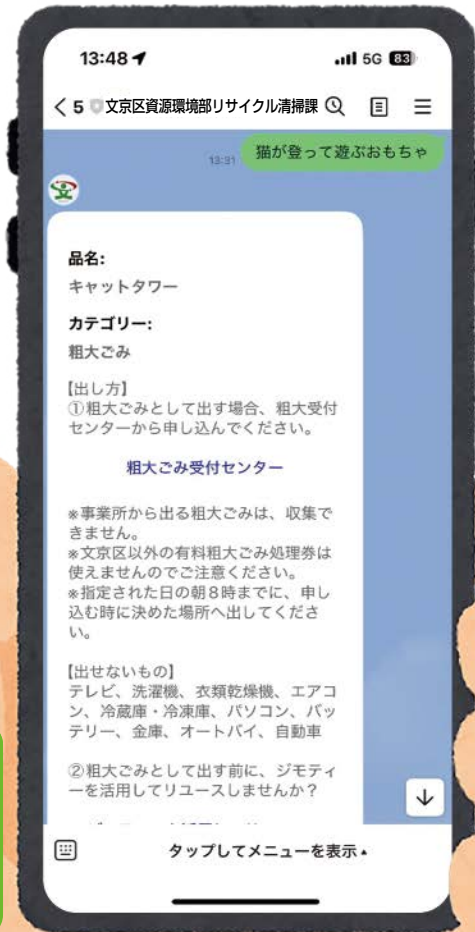 13:48
5G 83
5 文京区資源環境部リサイクル清掃課
13:31 猫が登って遊ぶおもちゃ
品名:
キャットタワー
カテゴリー:
粗大ごみ
【出し方】
①粗大ごみとして出す場合、粗大受付
センターから申し込んでください。
粗大ごみ受付センター
※事業所から出る粗大ごみは、収集で
きません。
※文京区以外の有料粗大ごみ処理券は
使えませんのでご注意ください。
※指定された日の朝8時までに、申し
込む時に決めた場所へ出してくださ
い。
【出せないもの】
テレビ、洗濯機、衣類乾燥機、エアコ
ン、冷蔵庫・冷凍庫、パソコン、バッ
テリー、金庫、オートバイ、自動車
②粗大ごみとして出す前に、ジモティ
ーを活用してリユースしませんか？
タップしてメニューを表示